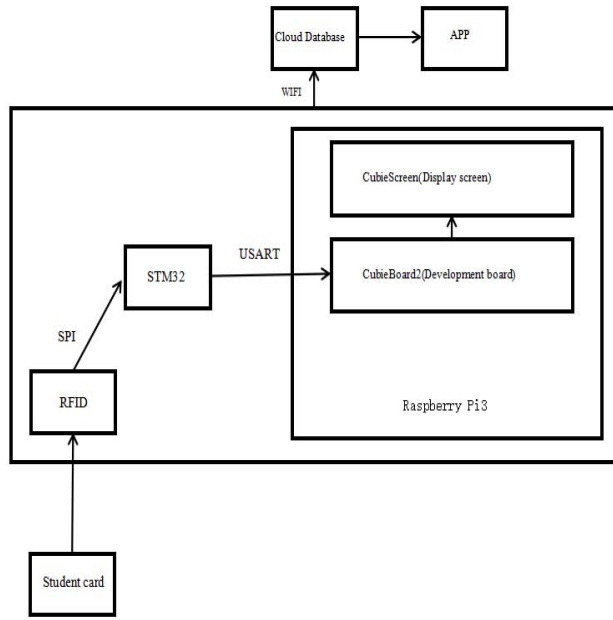 Cloud Database
APP
WIFI
CubieScreen(Display screen)
USART
STM32
CubieBoard2(Development board)
SPI
RFID
Raspberry Pi3
Student card